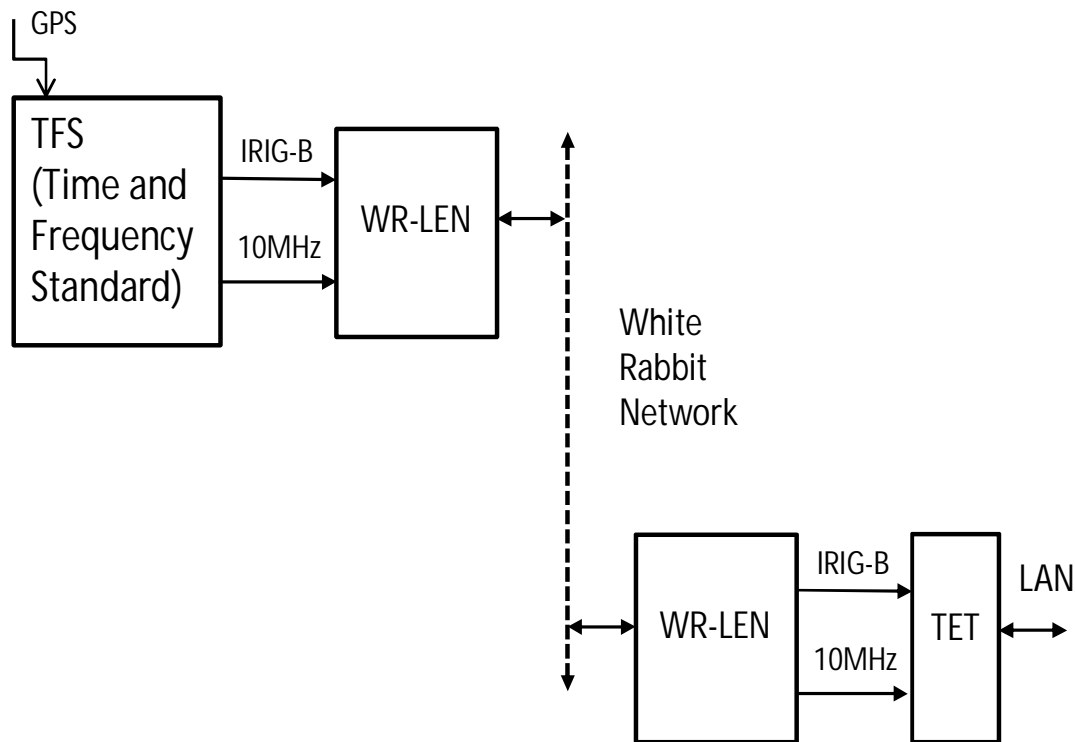 GPS
TFS
(Time and
Frequency
Standard)
IRIG-B
10MHz
WR-LEN
White
Rabbit
Network
WR-LEN
IRIG-B
10MHz
TET
LAN